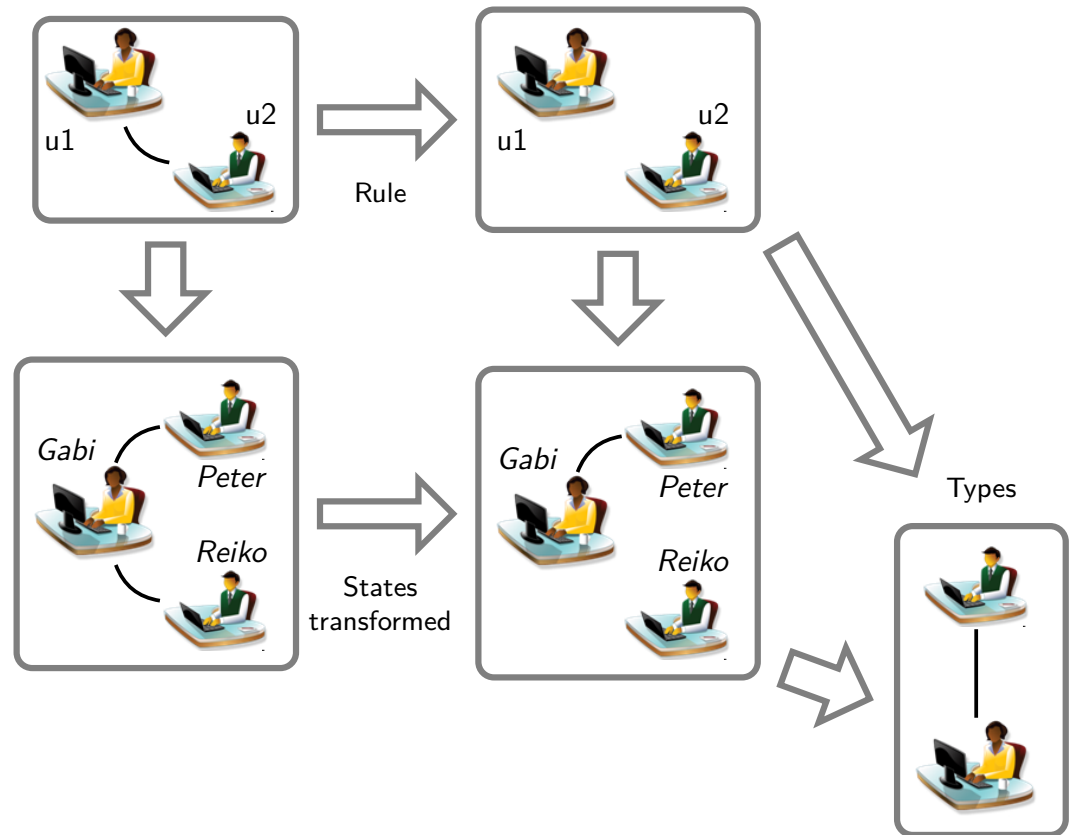 u1
u2
Rule
u1
u2
Gabi
Peter
Reiko
States
transformed
Gabi
Peter
Reiko
Types